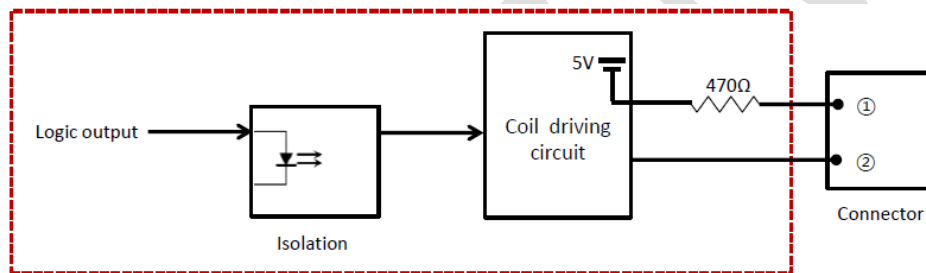 5V
470Ω
Logic output
Coil driving
circuit
①
②
Connector
Isolation